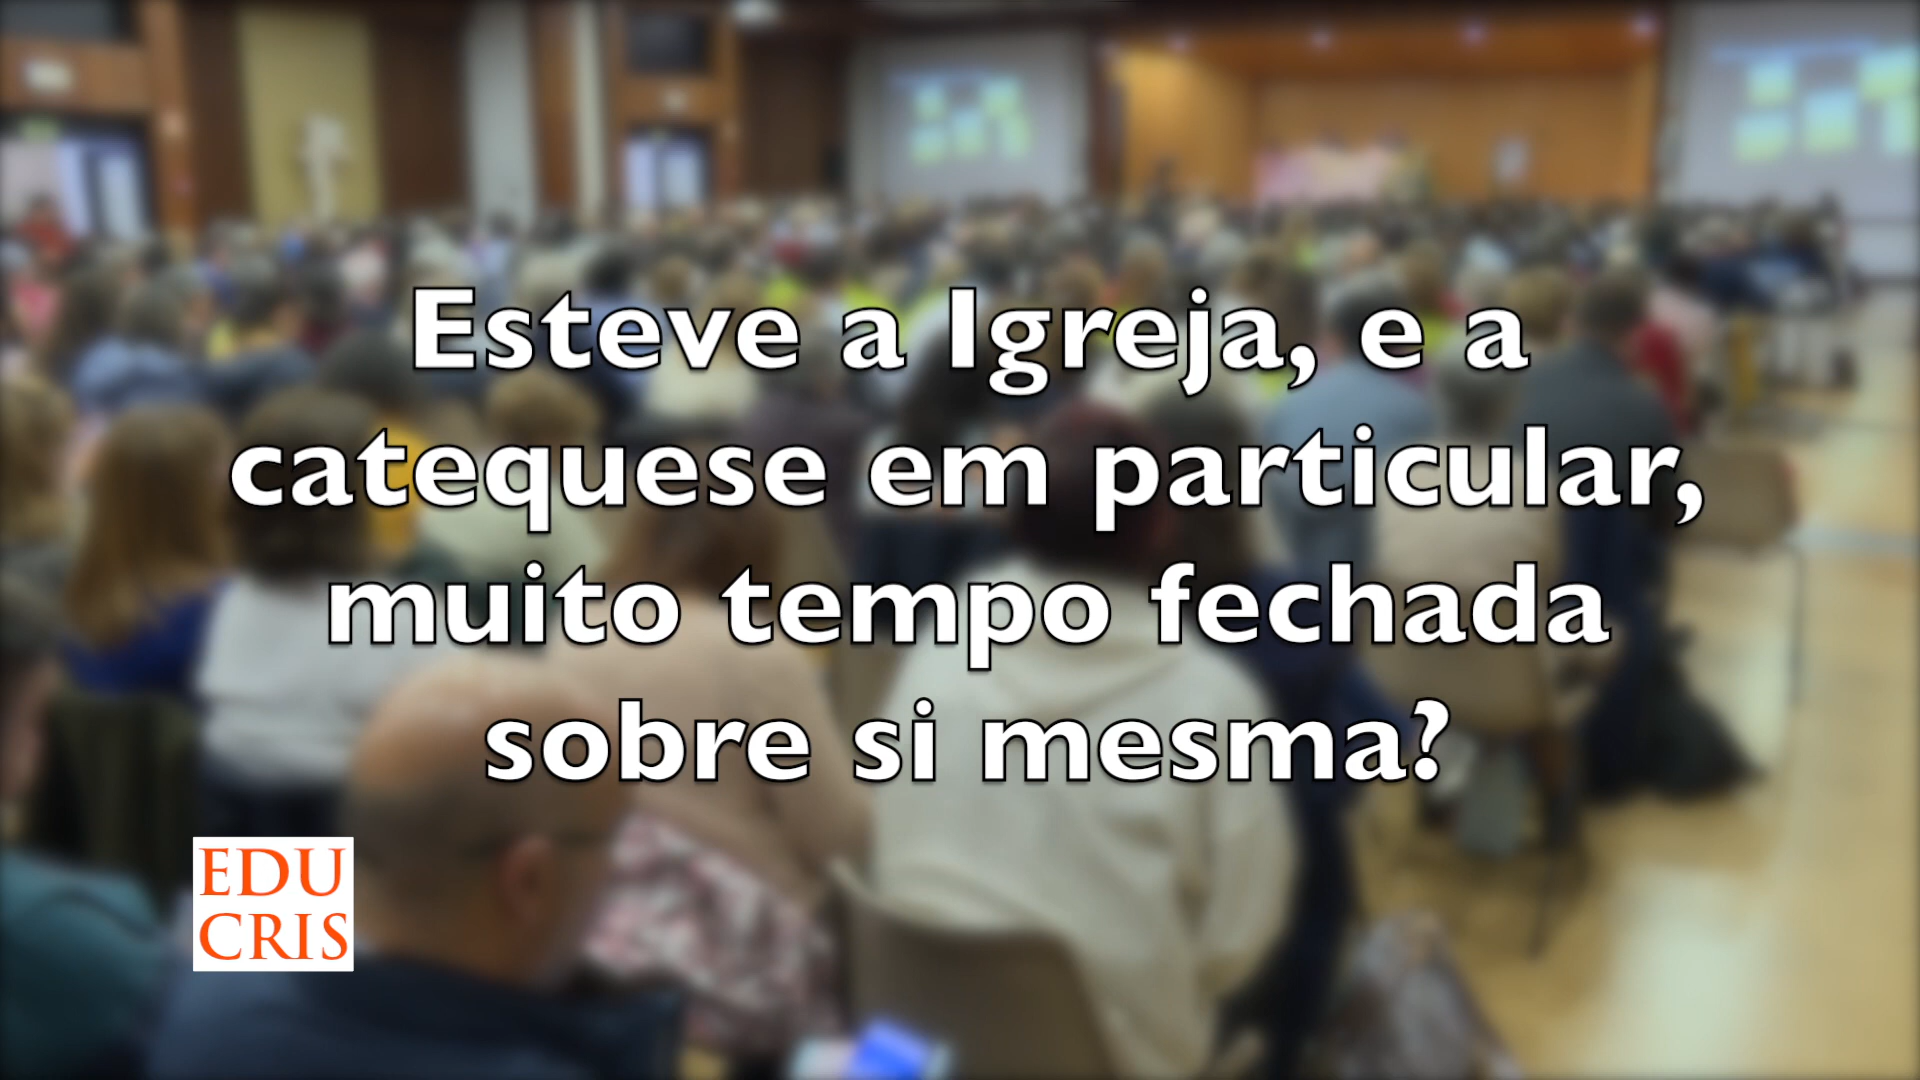 Esteve a Igreja, e a
catequese em particular,
muito tempo fechada
sobre si mesma?
EDU
CRIS